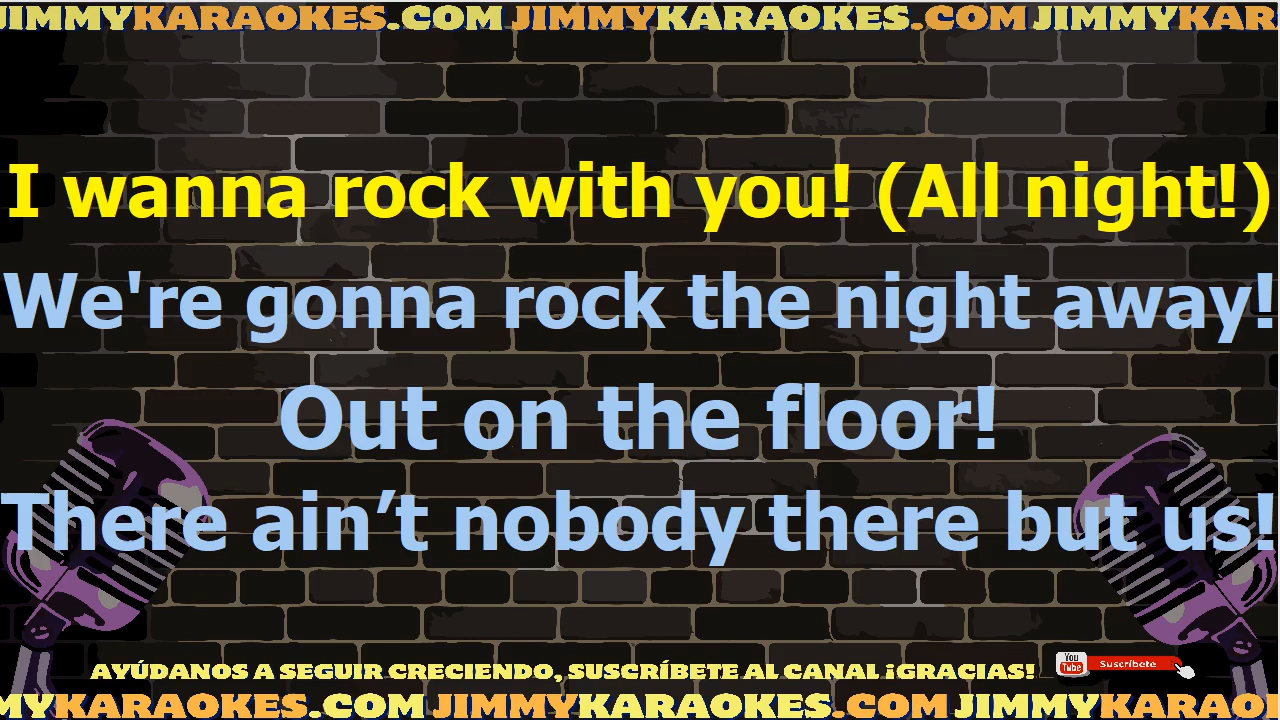 JIMMYKARAOKES.COM JIMMYKARAOKES.COM JIMMYKAR
I wanna rock with you! (All night!)
We're gonna rock the night away!
Out on the floor!
There ain’t nobody there but us!
AYÚDANOS A SEGUIR CRECIENDO, SUSCRÍBETE AL CANAL ¡GRACIAS!
You Tube Suscríbete
MYKARAOKES.COM JIMMYKARAOKES.COM JIMMYKARAO